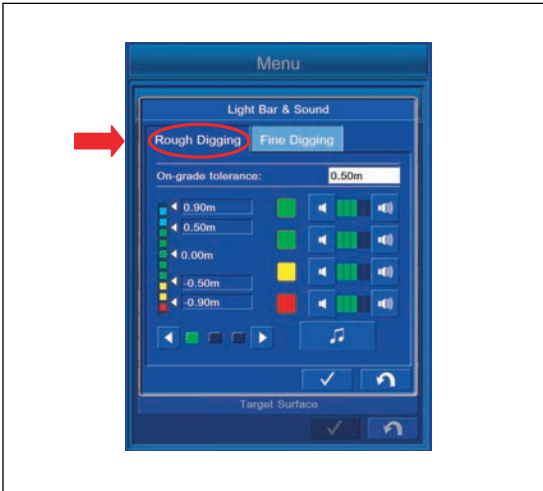 Menu
Light Bar & Sound
Rough Digging Fine Digging
On-grade tolerance: 0.50m
0.90m
0.50m
0.00m
-0.50m
-0.90m
Target Surface